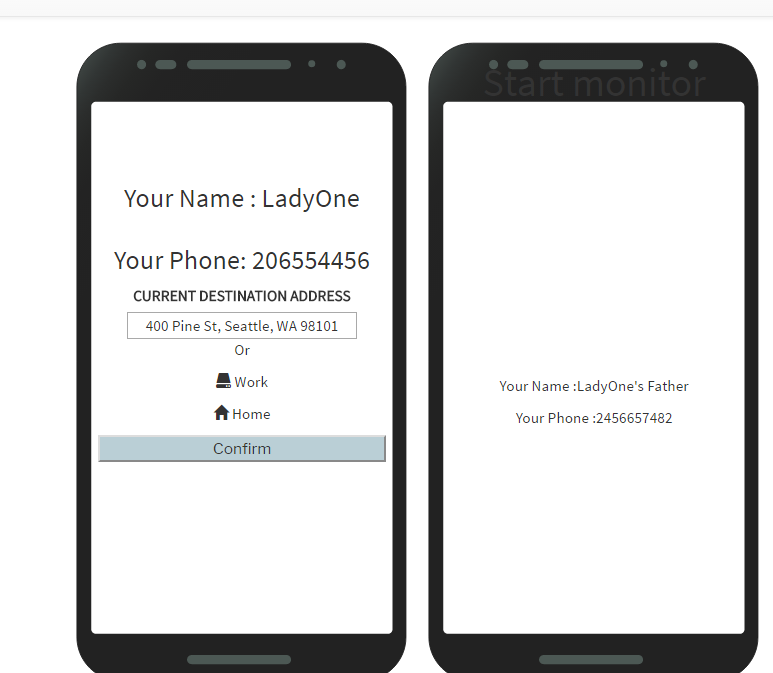 Your Name : LadyOne
Your Phone: 206554456
CURRENT DESTINATION ADDRESS
400 Pine St, Seattle, WA 98101
Or
Work
Home
Confirm
Start monitor
Your Name :LadyOne's Father
Your Phone :2456657482